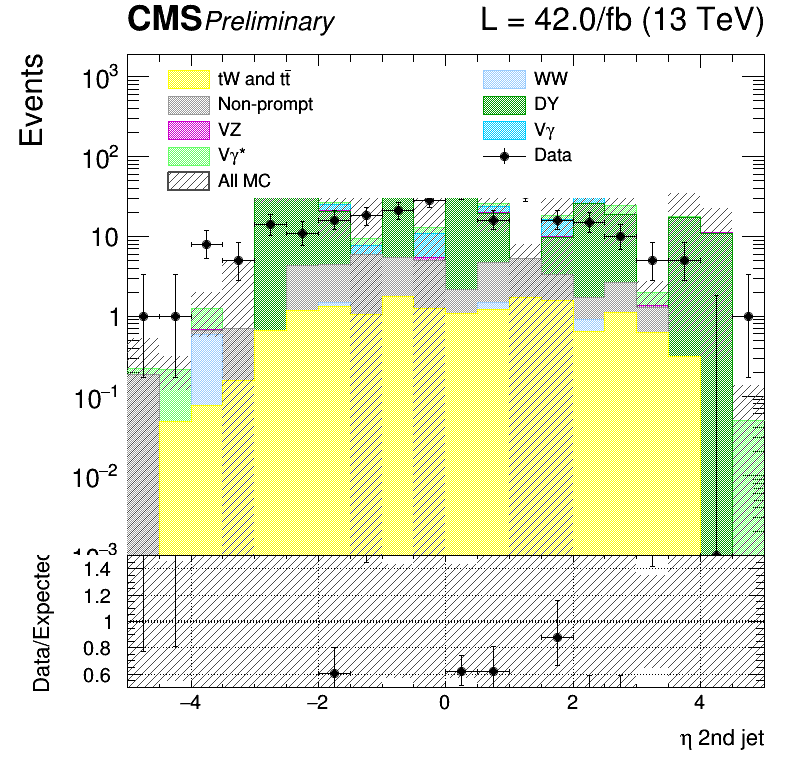 CMS Preliminary L = 42.0/fb (13 TeV)
Events
10³
10²
10
1
10⁻¹
10⁻²
10⁻³
tW and tt̄
Non-prompt
VZ
Vγ*
All MC
WW
DY
Vγ
Data
Data/Expected
1.4
1.2
1
0.8
0.6
−4 −2 0 2 4
η 2nd jet